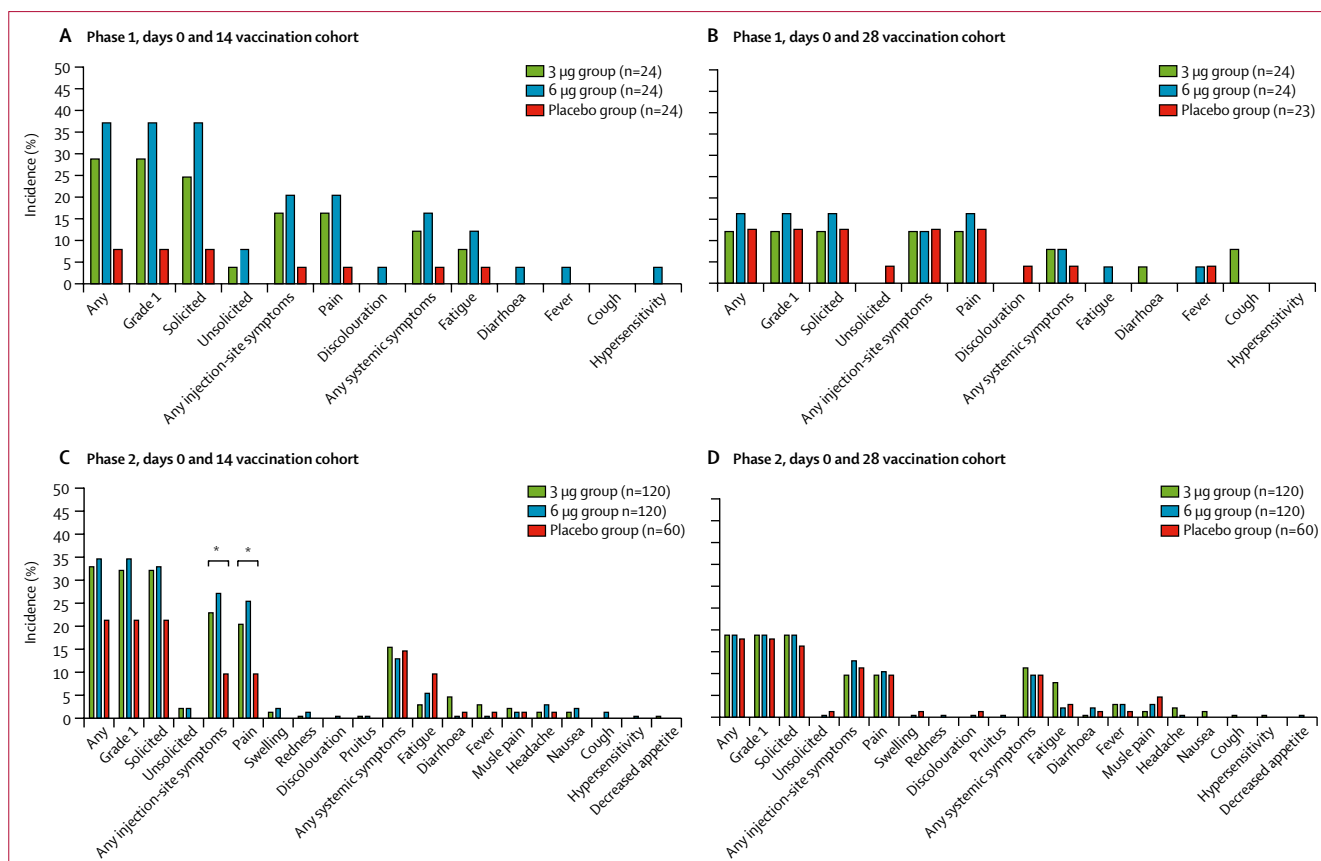 A Phase 1, days 0 and 14 vaccination cohort
50
45
40
35
30
25
20
15
10
5
0
Incidence (%)
3 µg group (n=24)
6 µg group (n=24)
Placebo group (n=24)
Any
Grade 1
Solicited
Unsolicited
Any injection-site symptoms
Pain
Discolouration
Any systemic symptoms
Fatigue
Diarrhoea
Fever
Cough
Hypersensitivity
B Phase 1, days 0 and 28 vaccination cohort
3 µg group (n=24)
6 µg group (n=24)
Placebo group (n=23)
Any
Grade 1
Solicited
Unsolicited
Any injection-site symptoms
Pain
Discolouration
Any systemic symptoms
Fatigue
Diarrhoea
Fever
Cough
Hypersensitivity
C Phase 2, days 0 and 14 vaccination cohort
50
45
40
35
30
25
20
15
10
5
0
Incidence (%)
3 µg group (n=120)
6 µg group n=120)
Placebo group (n=60)
* *
Any
Grade 1
Solicited
Unsolicited
Any injection-site symptoms
Pain
Swelling
Redness
Discolouration
Pruitus
Any systemic symptoms
Fatigue
Diarrhoea
Fever
Musle pain
Headache
Nausea
Cough
Hypersensitivity
Decreased appetite
D Phase 2, days 0 and 28 vaccination cohort
3 µg group (n=120)
6 µg group (n=120)
Placebo group (n=60)
Any
Grade 1
Solicited
Unsolicited
Any injection-site symptoms
Pain
Swelling
Redness
Discolouration
Pruitus
Any systemic symptoms
Fatigue
Diarrhoea
Fever
Musle pain
Headache
Nausea
Cough
Hypersensitivity
Decreased appetite